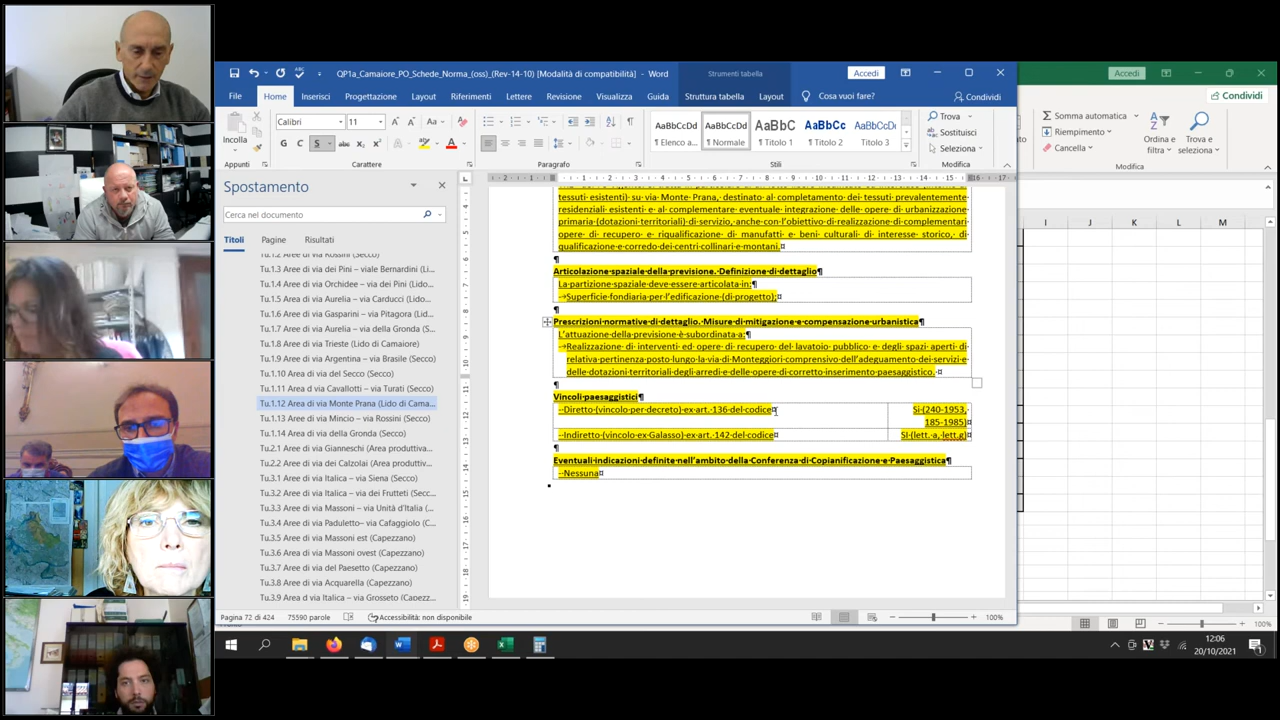 QP1a_Camaiore_PO_Schede_Norma_(oss)_(Rev-14-10) [Modalità di compatibilità] - Word
Strumenti tabella
Accedi
File Home Inserisci Progettazione Layout Riferimenti Lettere Revisione Visualizza Guida Struttura tabella Layout Cosa vuoi fare? Condividi
Incolla
Calibri 11
G C S abc x₂ x²
AaBbCcDd AaBbCcDd AaBbC AaBbCc AaBbCcDc
¶ Elenco a... ¶ Normale Titolo 1 Titolo 2 Titolo 3
Trova
Sostituisci
Seleziona
Appunti Carattere Paragrafo Stili Modifica
Accedi
Condividi
Somma automatica
Riempimento
Cancella
Ordina e filtra
Trova e seleziona
Modifica
I J K L M
Spostamento
Cerca nel documento
Titoli Pagine Risultati
Tu.1.2 Aree di via Rossini (Secco)
Tu.1.3 Aree di via dei Pini – viale Bernardini (Li...
Tu.1.4 Aree di via Orchidee – via dei Pini (Lido...
Tu.1.5 Aree di via Aurelia – via Carducci (Lido...
Tu.1.6 Aree di via Gasparini – via Pitagora (Lid...
Tu.1.7 Aree di via Aurelia – via della Gronda (...
Tu.1.8 Aree di via Trieste (Lido di Camaiore)
Tu.1.9 Area di via Argentina – via Brasile (Secco)
Tu.1.10 Area di via del Secco (Secco)
Tu.1.11 Area di via Cavallotti – via Turati (Secco)
Tu.1.12 Area di via Monte Prana (Lido di Cama...
Tu.1.13 Area di via Mincio – via Rossini (Secco)
Tu.1.14 Area di via della Gronda (Secco)
Tu.2.1 Area di via Gianneschi (Area produttiva...
Tu.2.2 Area di via dei Calzolai (Area produttiv...
Tu.3.1 Area di via Italica – via Siena (Secco)
Tu.3.2 Area di via Italica – via dei Frutteti (Sec...
Tu.3.3 Area di via Massoni – via Unità d'Italia (...
Tu.3.4 Area di via Paduletto– via Cafaggiolo (C...
Tu.3.5 Area di via Massoni est (Capezzano)
Tu.3.6 Area di via Massoni ovest (Capezzano)
Tu.3.7 Area di via del Paesetto (Capezzano)
Tu.3.8 Area di via Acquarella (Capezzano)
tessuti esistenti) su via Monte Prana, destinato al completamento dei tessuti prevalentemente
residenziali esistenti e al complementare eventuale integrazione delle opere di urbanizzazione
primaria (dotazioni territoriali) di servizio, anche con l'obiettivo di realizzazione di complementari
opere di recupero e riqualificazione di manufatti e beni culturali di interesse storico, di
qualificazione e corredo dei centri collinari e montani.¤
¶
Articolazione spaziale della previsione. Definizione di dettaglio¶
La partizione spaziale deve essere articolata in:¶
→Superficie fondiaria per l'edificazione (di progetto);¤
¶
Prescrizioni normative di dettaglio. Misure di mitigazione e compensazione urbanistica¶
L'attuazione della previsione è subordinata a:¶
→Realizzazione di interventi ed opere di recupero del lavatoio pubblico e degli spazi aperti di
relativa pertinenza posto lungo la via di Monteggiori comprensivo dell'adeguamento dei servizi e
delle dotazioni territoriali degli arredi e delle opere di corretto inserimento paesaggistico. ¤
¶
Vincoli paesaggistici¶
- Diretto (vincolo per decreto) ex art. 136 del codice¤ Si (240-1953, 185-1985)¤
- Indiretto (vincolo ex Galasso) ex art. 142 del codice¤ SI (lett. a, lett.g)¤
¶
Eventuali indicazioni definite nell'ambito della Conferenza di Copianificazione e Paesaggistica¶
- Nessuna¤
Pagina 72 di 424 75590 parole Accessibilità: non disponibile 100%
100%
12:06
20/10/2021